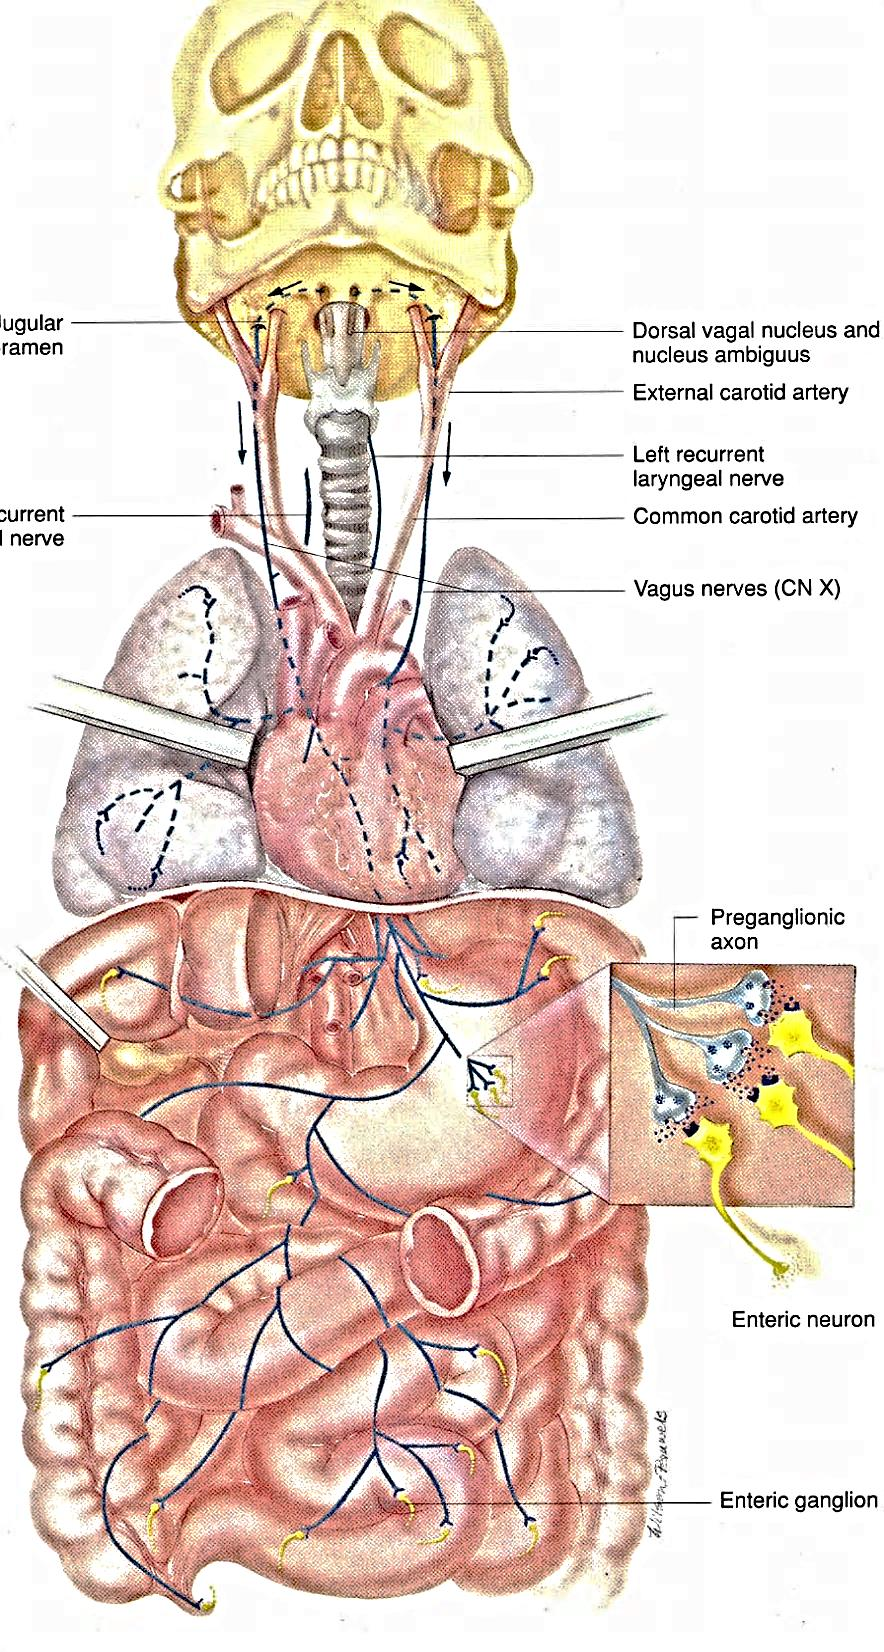 Jugular
ramen
Dorsal vagal nucleus and
nucleus ambiguus
External carotid artery
Left recurrent
laryngeal nerve
current
l nerve
Common carotid artery
Vagus nerves (CN X)
Preganglionic
axon
Enteric neuron
Enteric ganglion